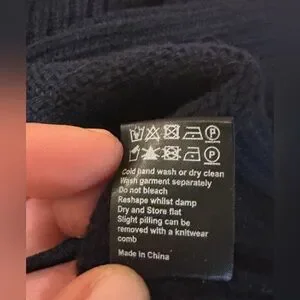 Cold hand wash or dry clean
Wash garment separately
Do not bleach
Reshape whilst damp
Dry and Store flat
Slight pilling can be
removed with a knitwear
comb
Made in China